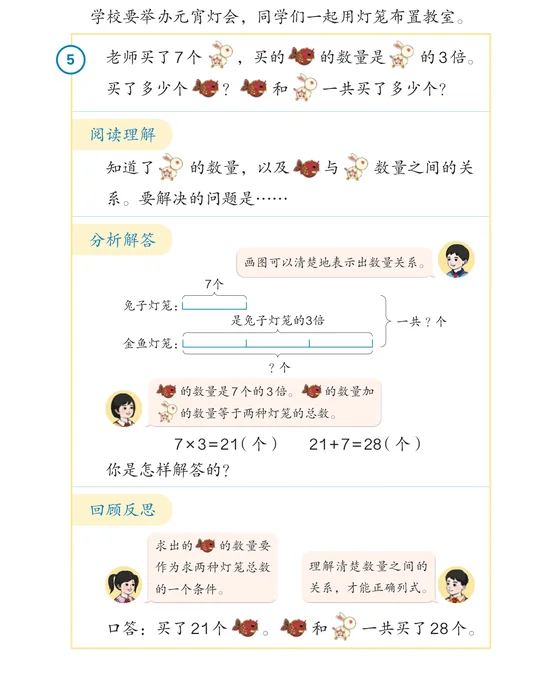 学校要举办元宵灯会，同学们一起用灯笼布置教室。
5
老师买了7个，买的的数量是的3倍。
买了多少个？和一共买了多少个？
阅读理解
知道了的数量，以及与数量之间的关
系。要解决的问题是……
分析解答
画图可以清楚地表示出数量关系。
7个
兔子灯笼：
是兔子灯笼的3倍
一共？个
金鱼灯笼：
？个
的数量是7个的3倍。的数量加
的数量等于两种灯笼的总数。
7×3=21（个） 21+7=28（个）
你是怎样解答的？
回顾反思
求出的的数量要
作为求两种灯笼总数
的一个条件。
理解清楚数量之间的
关系，才能正确列式。
口答：买了21个。和一共买了28个。